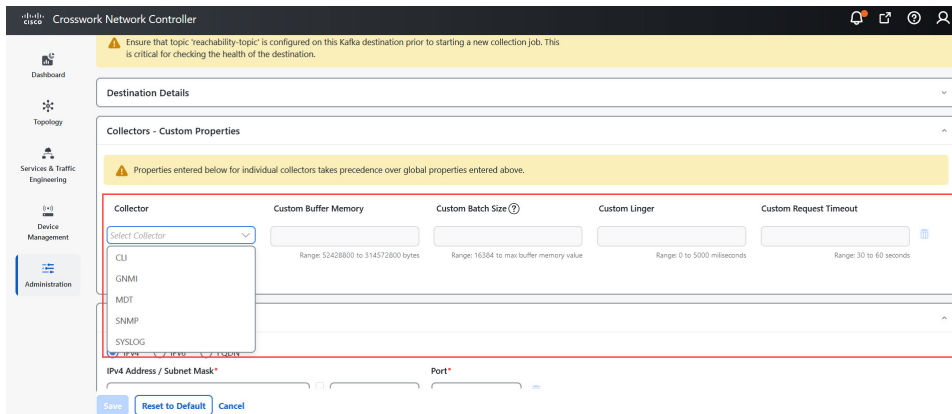 cisco
Crosswork Network Controller
Ensure that topic 'reachability-topic' is configured on this Kafka destination prior to starting a new collection job. This
is critical for checking the health of the destination.
Dashboard
Topology
Services & Traffic
Engineering
Device
Management
Administration
Destination Details
Collectors - Custom Properties
Properties entered below for individual collectors takes precedence over global properties entered above.
Collector Custom Buffer Memory Custom Batch Size ? Custom Linger Custom Request Timeout
Select Collector
Range: 52428800 to 314572800 bytes Range: 16384 to max buffer memory value Range: 0 to 5000 miliseconds Range: 30 to 60 seconds
CLI
GNMI
MDT
SNMP
SYSLOG
IPv4 IPv6 FQDN
IPv4 Address / Subnet Mask* Port*
Save Reset to Default Cancel